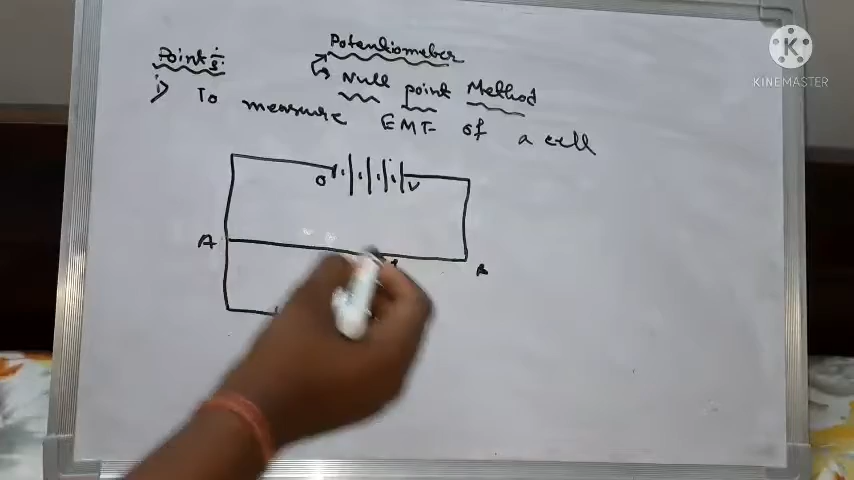 Potentiometer
Points:
Null point Method
i) To measure EMF of a cell
O V
A
B
K
KINEMASTER